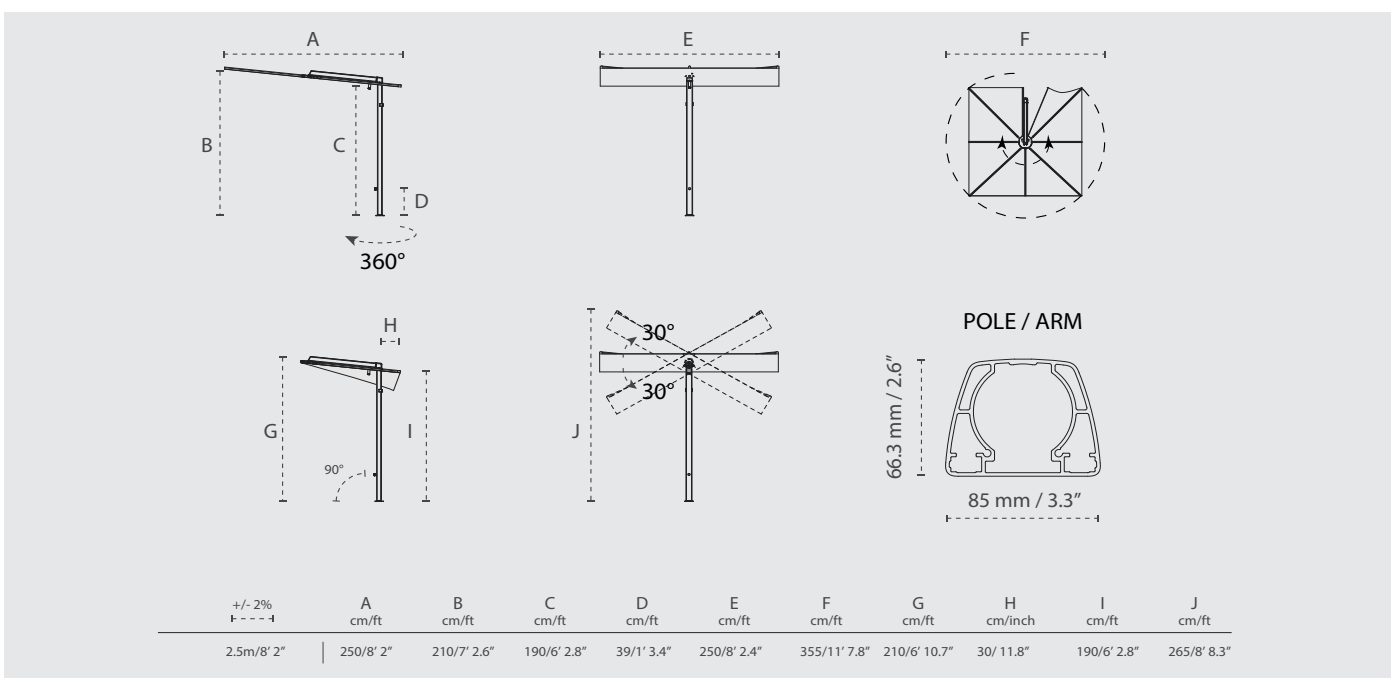 A
E
F
B
C
D
360°
H
30°
POLE / ARM
G
I
J
30°
90°
66.3 mm / 2.6”
85 mm / 3.3”
+/- 2% A B C D E F G H I J
cm/ft cm/ft cm/ft cm/ft cm/ft cm/ft cm/ft cm/inch cm/ft cm/ft
2.5m/8’ 2” 250/8’ 2” 210/7’ 2.6” 190/6’ 2.8” 39/1’ 3.4” 250/8’ 2.4” 355/11’ 7.8” 210/6’ 10.7” 30/ 11.8” 190/6’ 2.8” 265/8’ 8.3”